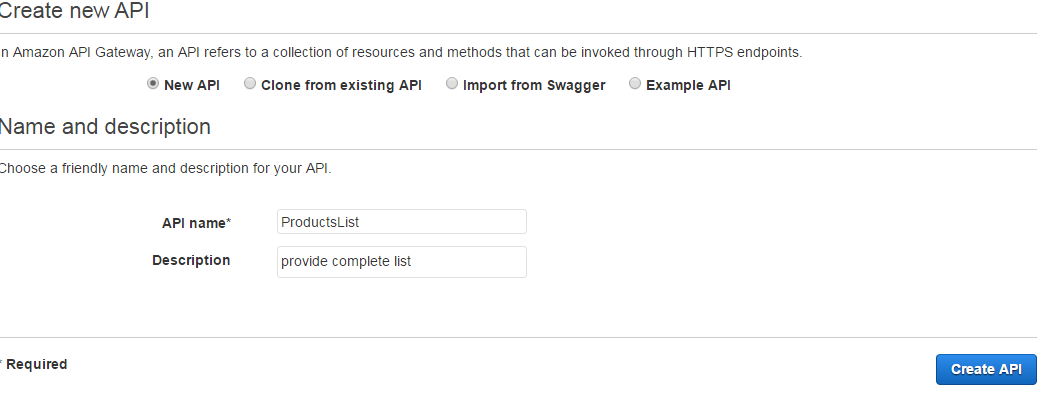 Create new API
n Amazon API Gateway, an API refers to a collection of resources and methods that can be invoked through HTTPS endpoints.
New API Clone from existing API Import from Swagger Example API
Name and description
Choose a friendly name and description for your API.
API name* ProductsList
Description provide complete list
* Required
Create API